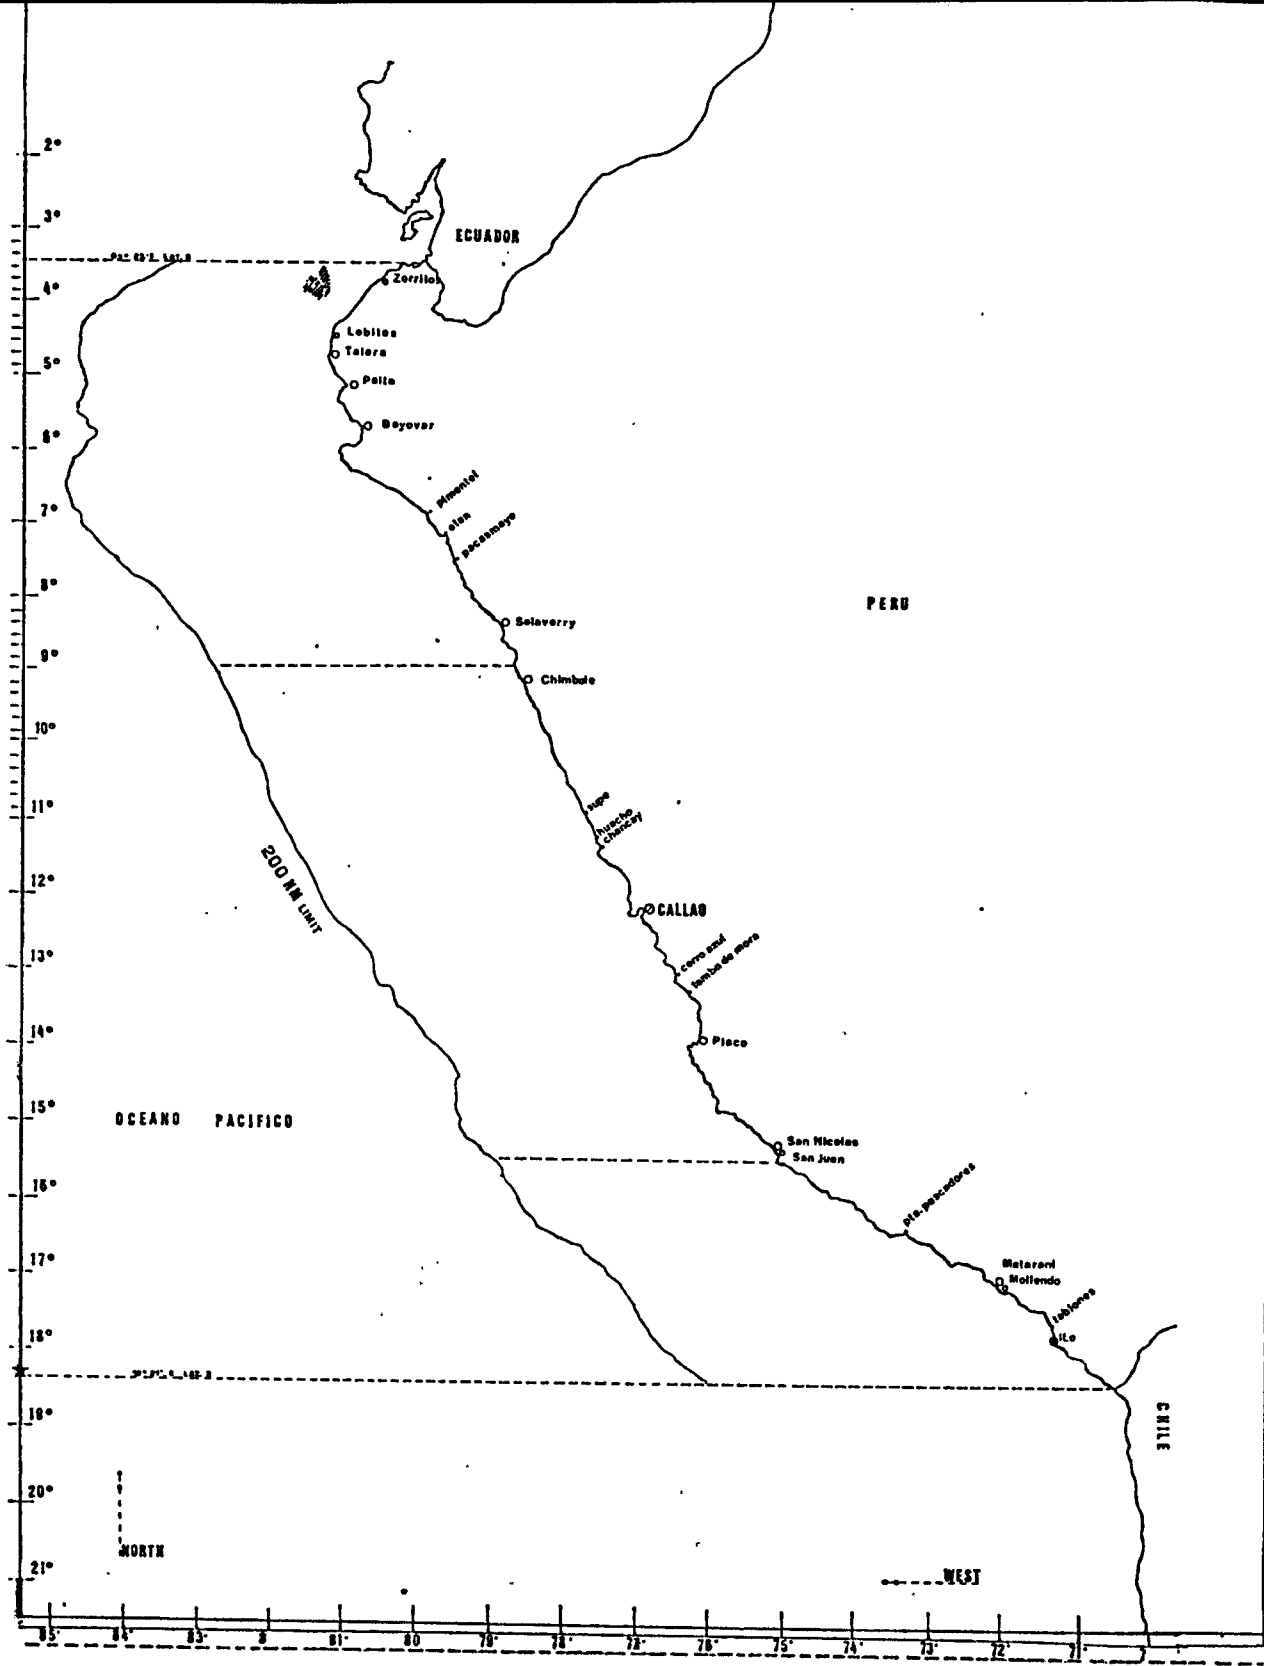 2°
3°
ECUADOR
4°
Zorritos
Lobitos
Talara
5°
Paita
Bayovar
6°
pimentel
7°
eten
pacasmayo
8°
PERU
Salaverry
9°
Chimbote
10°
11°
supe
huacho
chancay
200 NM LIMIT
12°
CALLAO
13°
cerro azul
tambo de mora
14°
Pisco
15°
OCEANO PACIFICO
San Nicolas
San Juan
16°
pta. pescadores
17°
Matarani
Mollendo
tablones
18°
ILo
19°
CHILE
20°
NORTH
21°
WEST
85° 84° 83° 8 81° 80 79° 78° 76° 75° 74° 73° 72° 71°